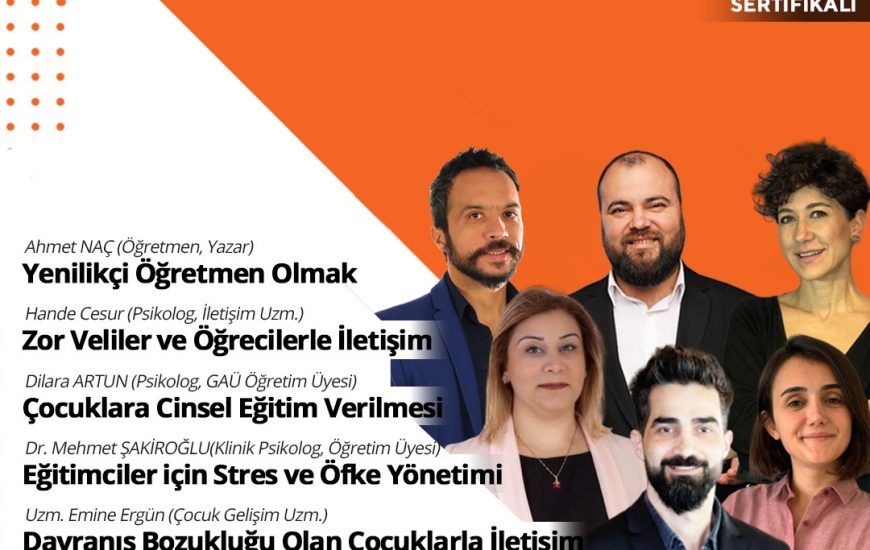 SERTİFİKALI
Ahmet NAÇ (Öğretmen, Yazar)
Yenilikçi Öğretmen Olmak
Hande Cesur (Psikolog, İletişim Uzm.)
Zor Veliler ve Öğrecilerle İletişim
Dilara ARTUN (Psikolog, GAÜ Öğretim Üyesi)
Çocuklara Cinsel Eğitim Verilmesi
Dr. Mehmet ŞAKİROĞLU(Klinik Psikolog, Öğretim Üyesi)
Eğitimciler için Stres ve Öfke Yönetimi
Uzm. Emine Ergün (Çocuk Gelişim Uzm.)
Davranış Bozukluğu Olan Çocuklarla İletişim